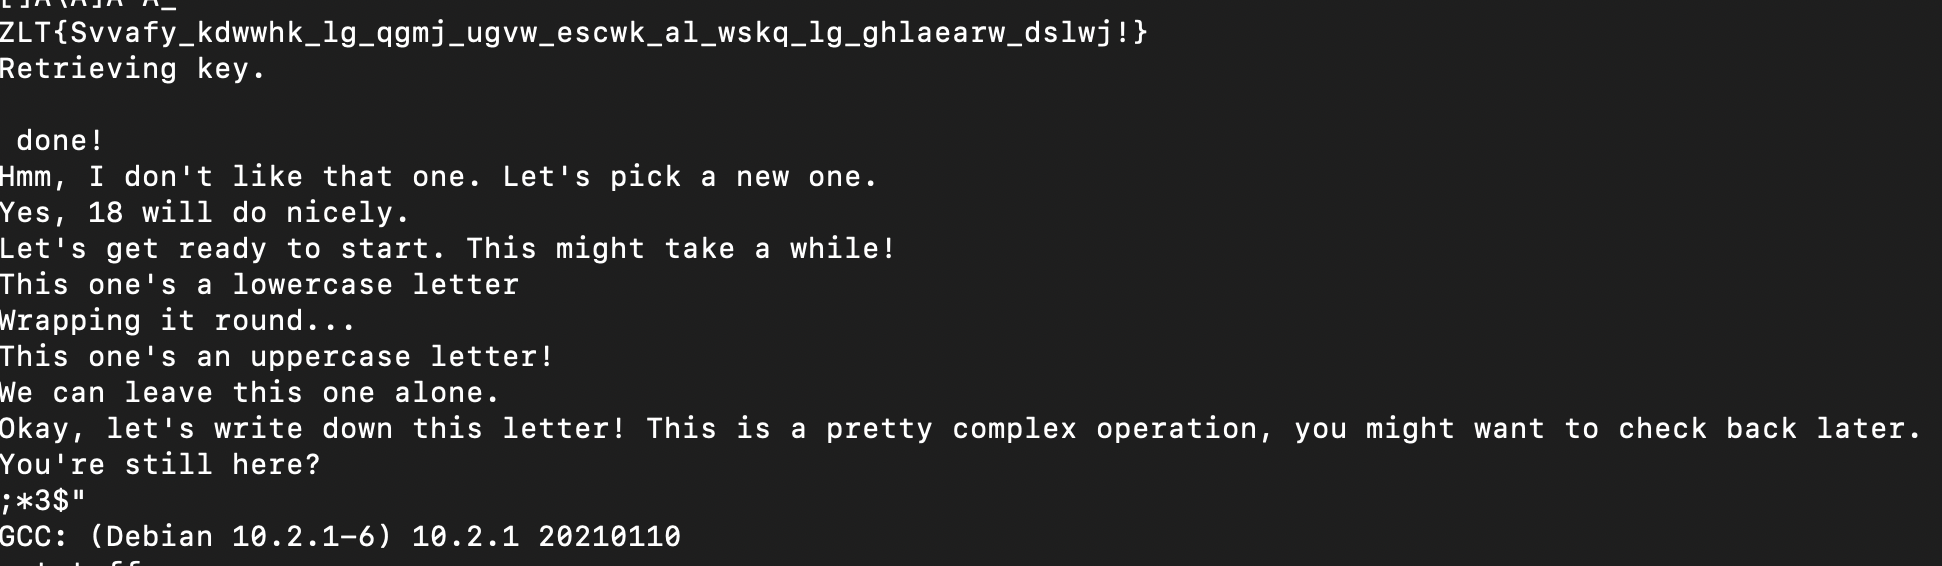 ZLT{Svvafy_kdwwhk_lg_qgmj_ugvw_escwk_al_wskq_lg_ghlaearw_dslwj!}
Retrieving key.
 done!
Hmm, I don't like that one. Let's pick a new one.
Yes, 18 will do nicely.
Let's get ready to start. This might take a while!
This one's a lowercase letter
Wrapping it round...
This one's an uppercase letter!
We can leave this one alone.
Okay, let's write down this letter! This is a pretty complex operation, you might want to check back later.
You're still here?
;*3$"
GCC: (Debian 10.2.1-6) 10.2.1 20210110